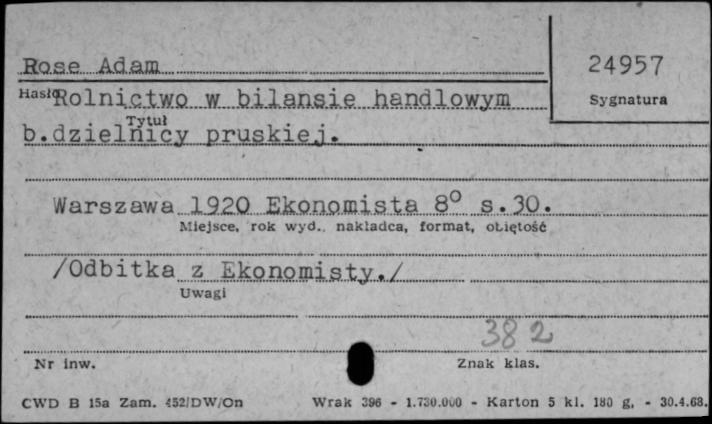 Rose Adam
24957
Hasło
Rolnictwo w bilansie handlowym
Sygnatura
Tytuł
b.dzielnicy pruskiej.
Warszawa 1920 Ekonomista 8° s.30.
Miejsce, rok wyd., nakładca, format, objętość
/Odbitka z Ekonomisty./
Uwagi
382
Nr inw.
Znak klas.
CWD B 15a Zam. 452/DW/On Wrak 396 - 1.730.000 - Karton 5 kl. 180 g. - 30.4.68.